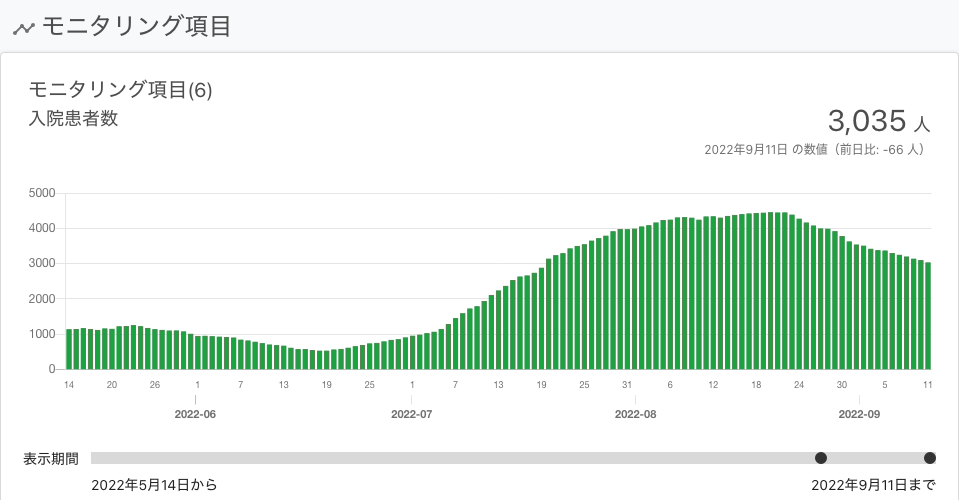 モニタリング項目
モニタリング項目(6)
入院患者数
3,035 人
2022年9月11日 の数値（前日比: -66 人）
5000
4000
3000
2000
1000
0
14 20 26 1 7 13 19 25 1 7 13 19 25 31 6 12 18 24 30 5 11
2022-06 2022-07 2022-08 2022-09
表示期間
2022年5月14日から 2022年9月11日まで